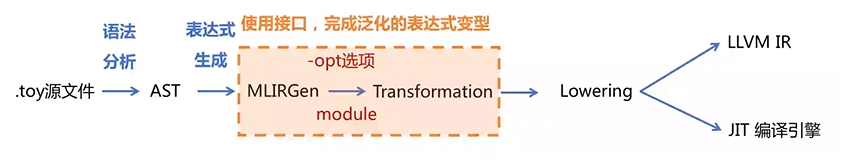 使用接口，完成泛化的表达式变型
语法
分析
表达式
生成
-opt选项
.toy源文件
AST
MLIRGen
Transformation
module
Lowering
LLVM IR
JIT 编译引擎